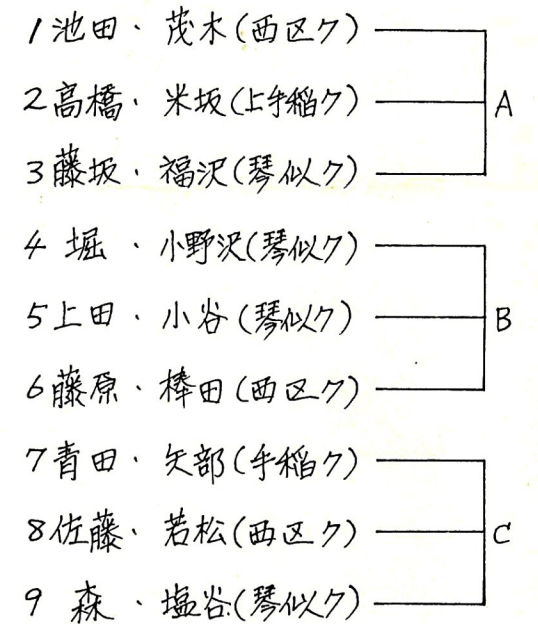 1 池田・茂木(西区ク)
2 高橋・米坂(上手稲ク)
A
3 藤坂・福沢(琴似ク)
4 堀・小野沢(琴似ク)
5 上田・小谷(琴似ク)
B
6 藤原・棒田(西区ク)
7 青田・矢部(手稲ク)
8 佐藤・若松(西区ク)
C
9 森・塩谷(琴似ク)